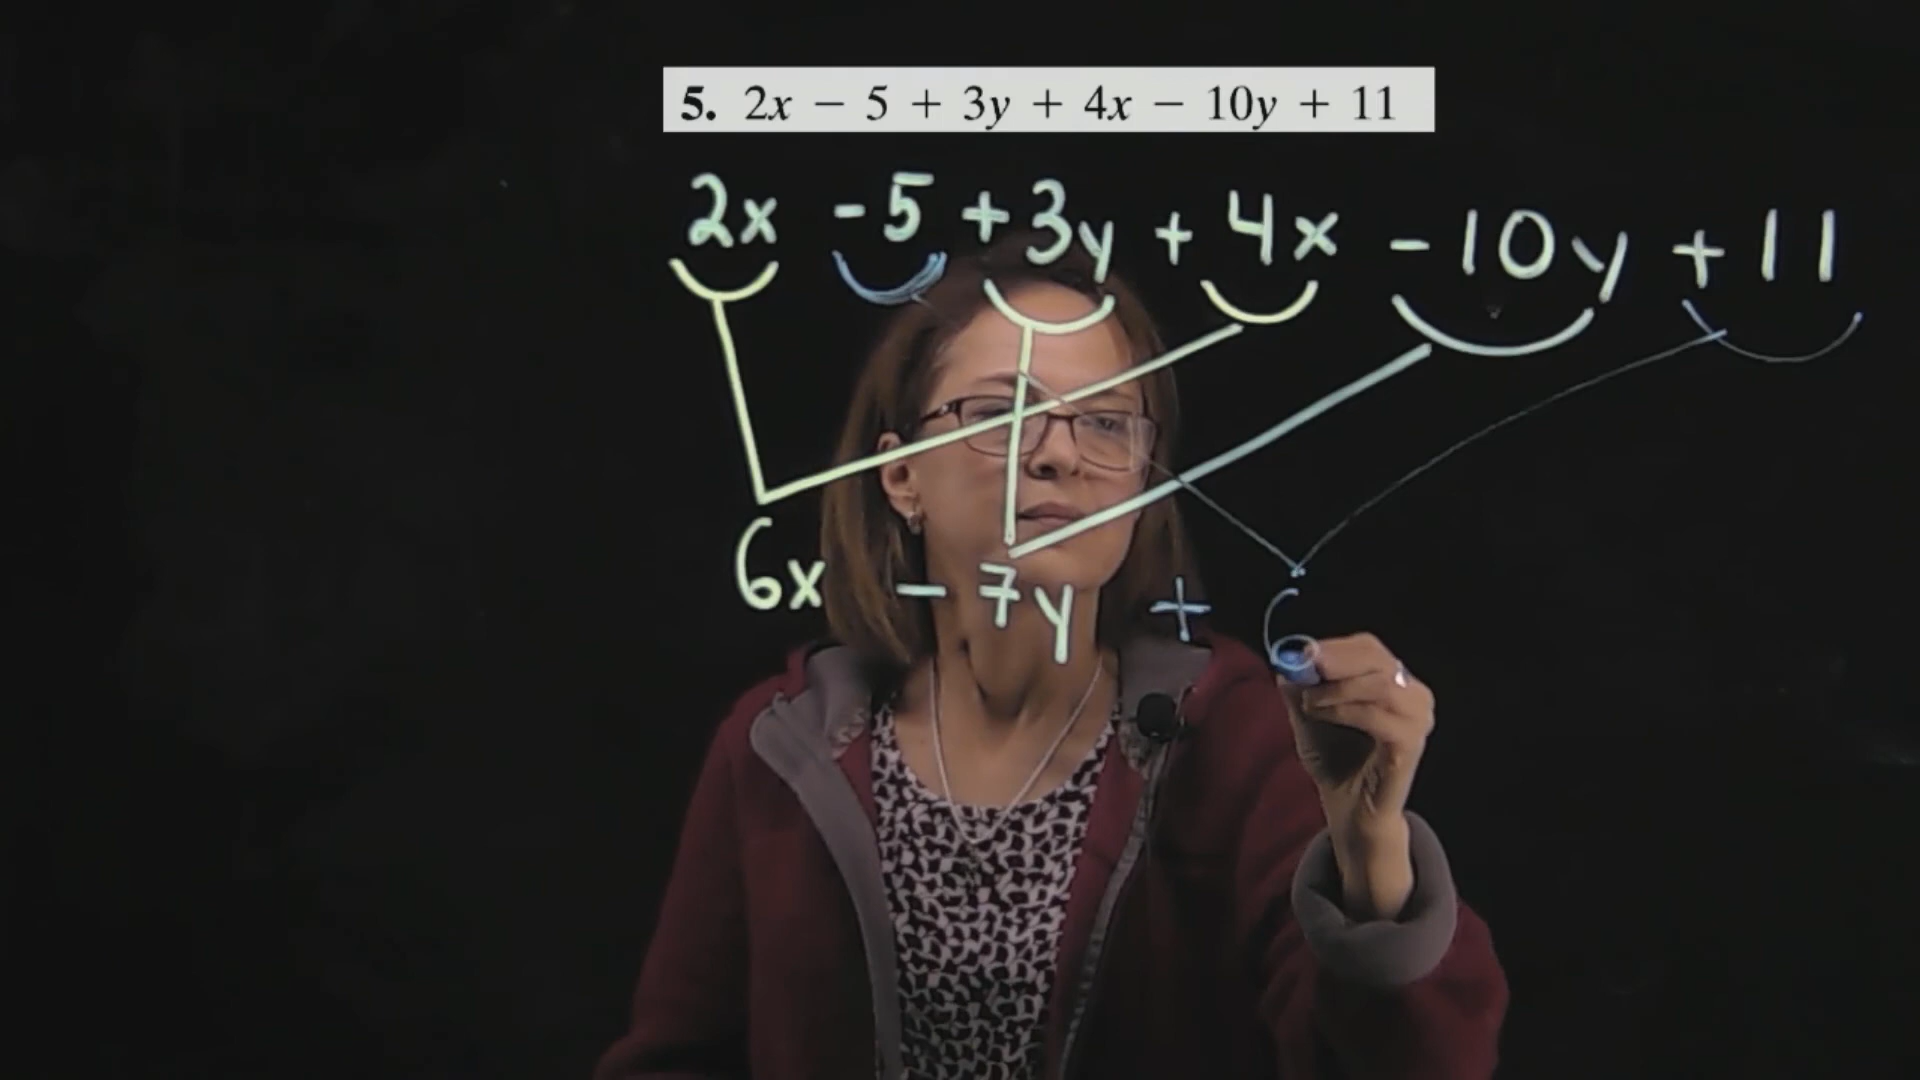 5. 2x − 5 + 3y + 4x − 10y + 11
2x - 5 + 3y + 4x - 10y + 11
6x - 7y + 6